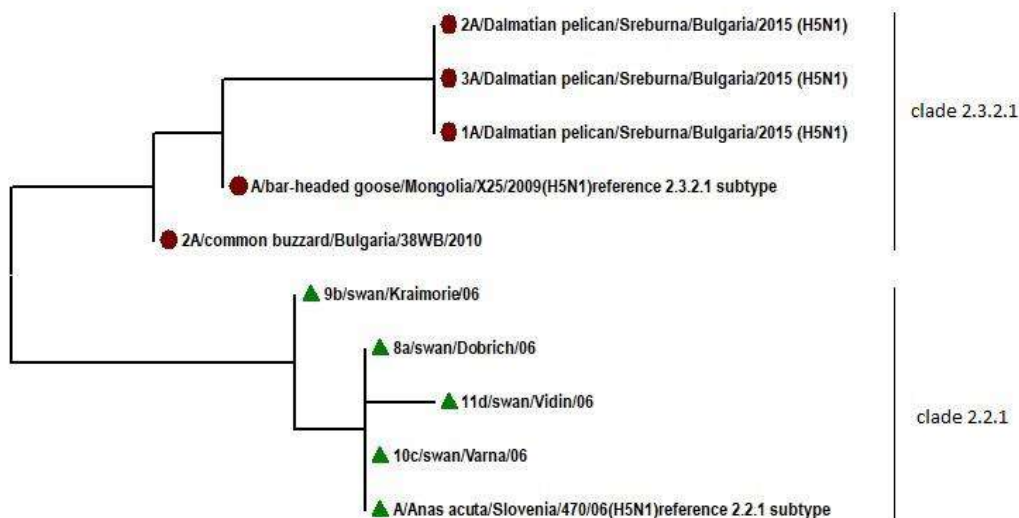 2A/Dalmatian pelican/Sreburna/Bulgaria/2015 (H5N1)
3A/Dalmatian pelican/Sreburna/Bulgaria/2015 (H5N1)
clade 2.3.2.1
1A/Dalmatian pelican/Sreburna/Bulgaria/2015 (H5N1)
A/bar-headed goose/Mongolia/X25/2009(H5N1)reference 2.3.2.1 subtype
2A/common buzzard/Bulgaria/38WB/2010
9b/swan/Kraimorie/06
8a/swan/Dobrich/06
11d/swan/Vidin/06
clade 2.2.1
10c/swan/Varna/06
A/Anas acuta/Slovenia/470/06(H5N1)reference 2.2.1 subtype